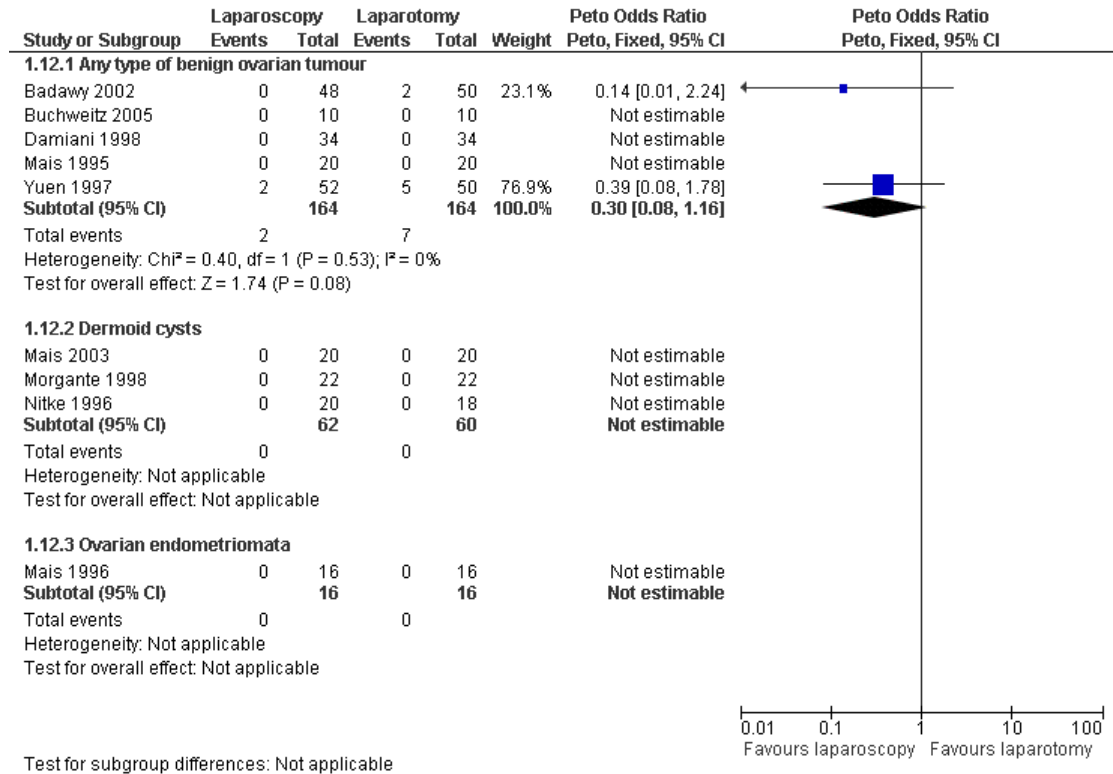 Laparoscopy Laparotomy Peto Odds Ratio Peto Odds Ratio
Study or Subgroup Events Total Events Total Weight Peto, Fixed, 95% CI Peto, Fixed, 95% CI
1.12.1 Any type of benign ovarian tumour
Badawy 2002 0 48 2 50 23.1% 0.14 [0.01, 2.24]
Buchweitz 2005 0 10 0 10 Not estimable
Damiani 1998 0 34 0 34 Not estimable
Mais 1995 0 20 0 20 Not estimable
Yuen 1997 2 52 5 50 76.9% 0.39 [0.08, 1.78]
Subtotal (95% CI) 164 164 100.0% 0.30 [0.08, 1.16]
Total events 2 7
Heterogeneity: Chi² = 0.40, df = 1 (P = 0.53); I² = 0%
Test for overall effect: Z = 1.74 (P = 0.08)
1.12.2 Dermoid cysts
Mais 2003 0 20 0 20 Not estimable
Morgante 1998 0 22 0 22 Not estimable
Nitke 1996 0 20 0 18 Not estimable
Subtotal (95% CI) 62 60 Not estimable
Total events 0 0
Heterogeneity: Not applicable
Test for overall effect: Not applicable
1.12.3 Ovarian endometriomata
Mais 1996 0 16 0 16 Not estimable
Subtotal (95% CI) 16 16 Not estimable
Total events 0 0
Heterogeneity: Not applicable
Test for overall effect: Not applicable
0.01 0.1 1 10 100
Favours laparoscopy Favours laparotomy
Test for subgroup differences: Not applicable